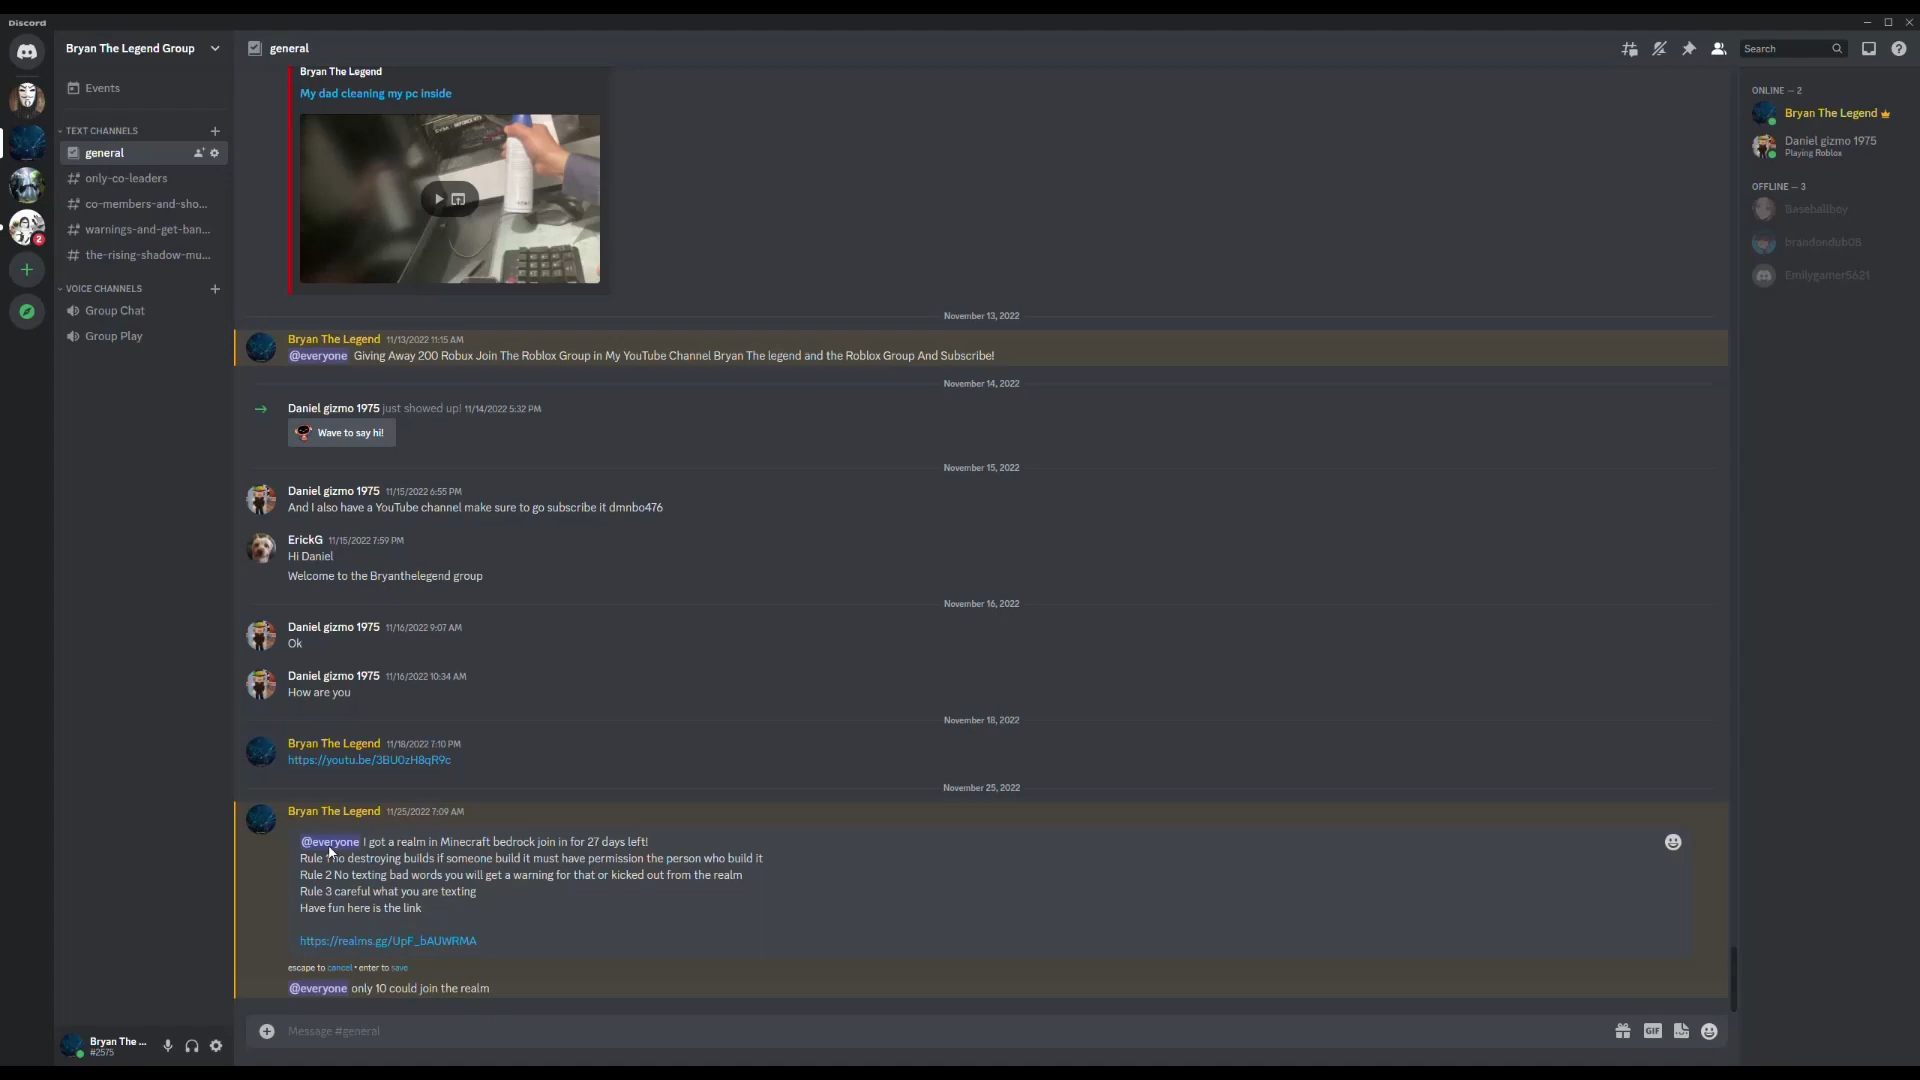 Discord
Bryan The Legend Group
Events
TEXT CHANNELS
general
only-co-leaders
co-members-and-sho...
warnings-and-get-ban...
the-rising-shadow-mu...
VOICE CHANNELS
Group Chat
Group Play
2
Bryan The ...
#2575
general
Search
Bryan The Legend
My dad cleaning my pc inside
November 13, 2022
Bryan The Legend 11/13/2022 11:15 AM
@everyone Giving Away 200 Robux Join The Roblox Group in My YouTube Channel Bryan The legend and the Roblox Group And Subscribe!
November 14, 2022
Daniel gizmo 1975 just showed up! 11/14/2022 5:32 PM
Wave to say hi!
November 15, 2022
Daniel gizmo 1975 11/15/2022 6:55 PM
And I also have a YouTube channel make sure to go subscribe it dmnbo476
ErickG 11/15/2022 7:59 PM
Hi Daniel
Welcome to the Bryanthelegend group
November 16, 2022
Daniel gizmo 1975 11/16/2022 9:07 AM
Ok
Daniel gizmo 1975 11/16/2022 10:34 AM
How are you
November 18, 2022
Bryan The Legend 11/18/2022 7:10 PM
https://youtu.be/3BU0zH8qR9c
November 25, 2022
Bryan The Legend 11/25/2022 7:09 AM
@everyone I got a realm in Minecraft bedrock join in for 27 days left!
Rule 1 no destroying builds if someone build it must have permission the person who build it
Rule 2 No texting bad words you will get a warning for that or kicked out from the realm
Rule 3 careful what you are texting
Have fun here is the link
https://realms.gg/UpF_bAUWRMA
escape to cancel • enter to save
@everyone only 10 could join the realm
Message #general
GIF
ONLINE — 2
Bryan The Legend
Daniel gizmo 1975
Playing Roblox
OFFLINE — 3
Baseballboy
brandondub08
Emilygamer5621